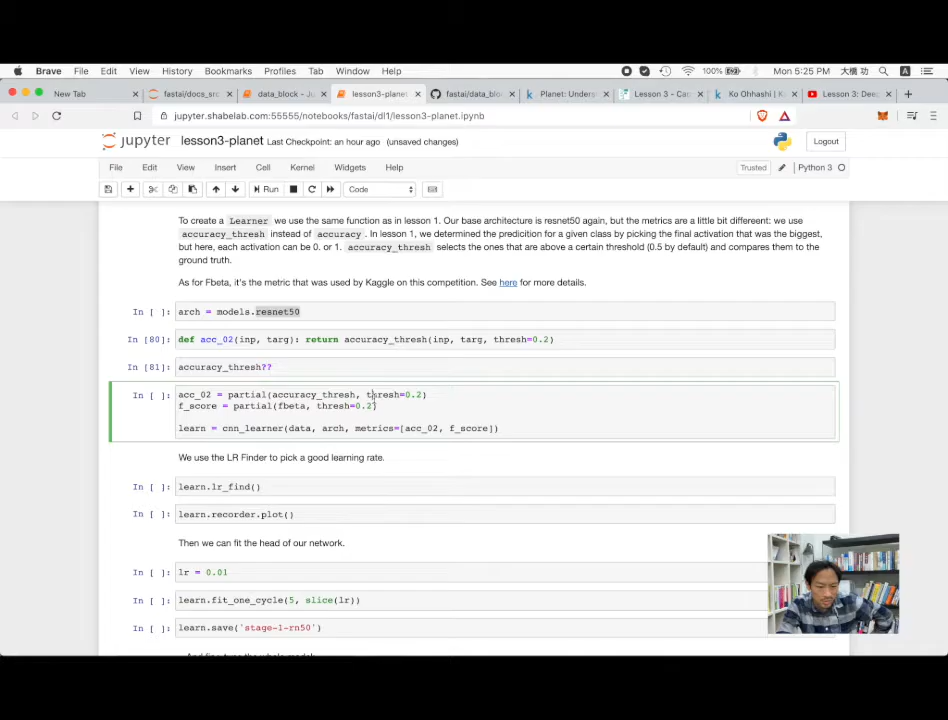 Brave File Edit View History Bookmarks Profiles Tab Window Help 100% Mon 5:25 PM 大橋 功
New Tab fastai/docs_src data_block - Ju lesson3-planet fastai/data_blo Planet: Unders Lesson 3 - Ca Ko Ohhashi | K Lesson 3: Dee
jupyter.shabelab.com:55555/notebooks/fastai/dl1/lesson3-planet.ipynb
jupyter lesson3-planet Last Checkpoint: an hour ago (unsaved changes) Logout
File Edit View Insert Cell Kernel Widgets Help Trusted Python 3
Run Code
To create a Learner we use the same function as in lesson 1. Our base architecture is resnet50 again, but the metrics are a little bit differeent: we use
accuracy_thresh instead of accuracy . In lesson 1, we determined the predicition for a given class by picking the final activation that was the biggest,
but here, each activation can be 0. or 1. accuracy_thresh selects the ones that are above a certain threshold (0.5 by default) and compares them to the
ground truth.
As for Fbeta, it's the metric that was used by Kaggle on this competition. See here for more details.
In [ ]: arch = models.resnet50
In [80]: def acc_02(inp, targ): return accuracy_thresh(inp, targ, thresh=0.2)
In [81]: accuracy_thresh??
In [ ]: acc_02 = partial(accuracy_thresh, thresh=0.2)
f_score = partial(fbeta, thresh=0.2)
learn = cnn_learner(data, arch, metrics=[acc_02, f_score])
We use the LR Finder to pick a good learning rate.
In [ ]: learn.lr_find()
In [ ]: learn.recorder.plot()
Then we can fit the head of our network.
In [ ]: lr = 0.01
In [ ]: learn.fit_one_cycle(5, slice(lr))
In [ ]: learn.save('stage-1-rn50')